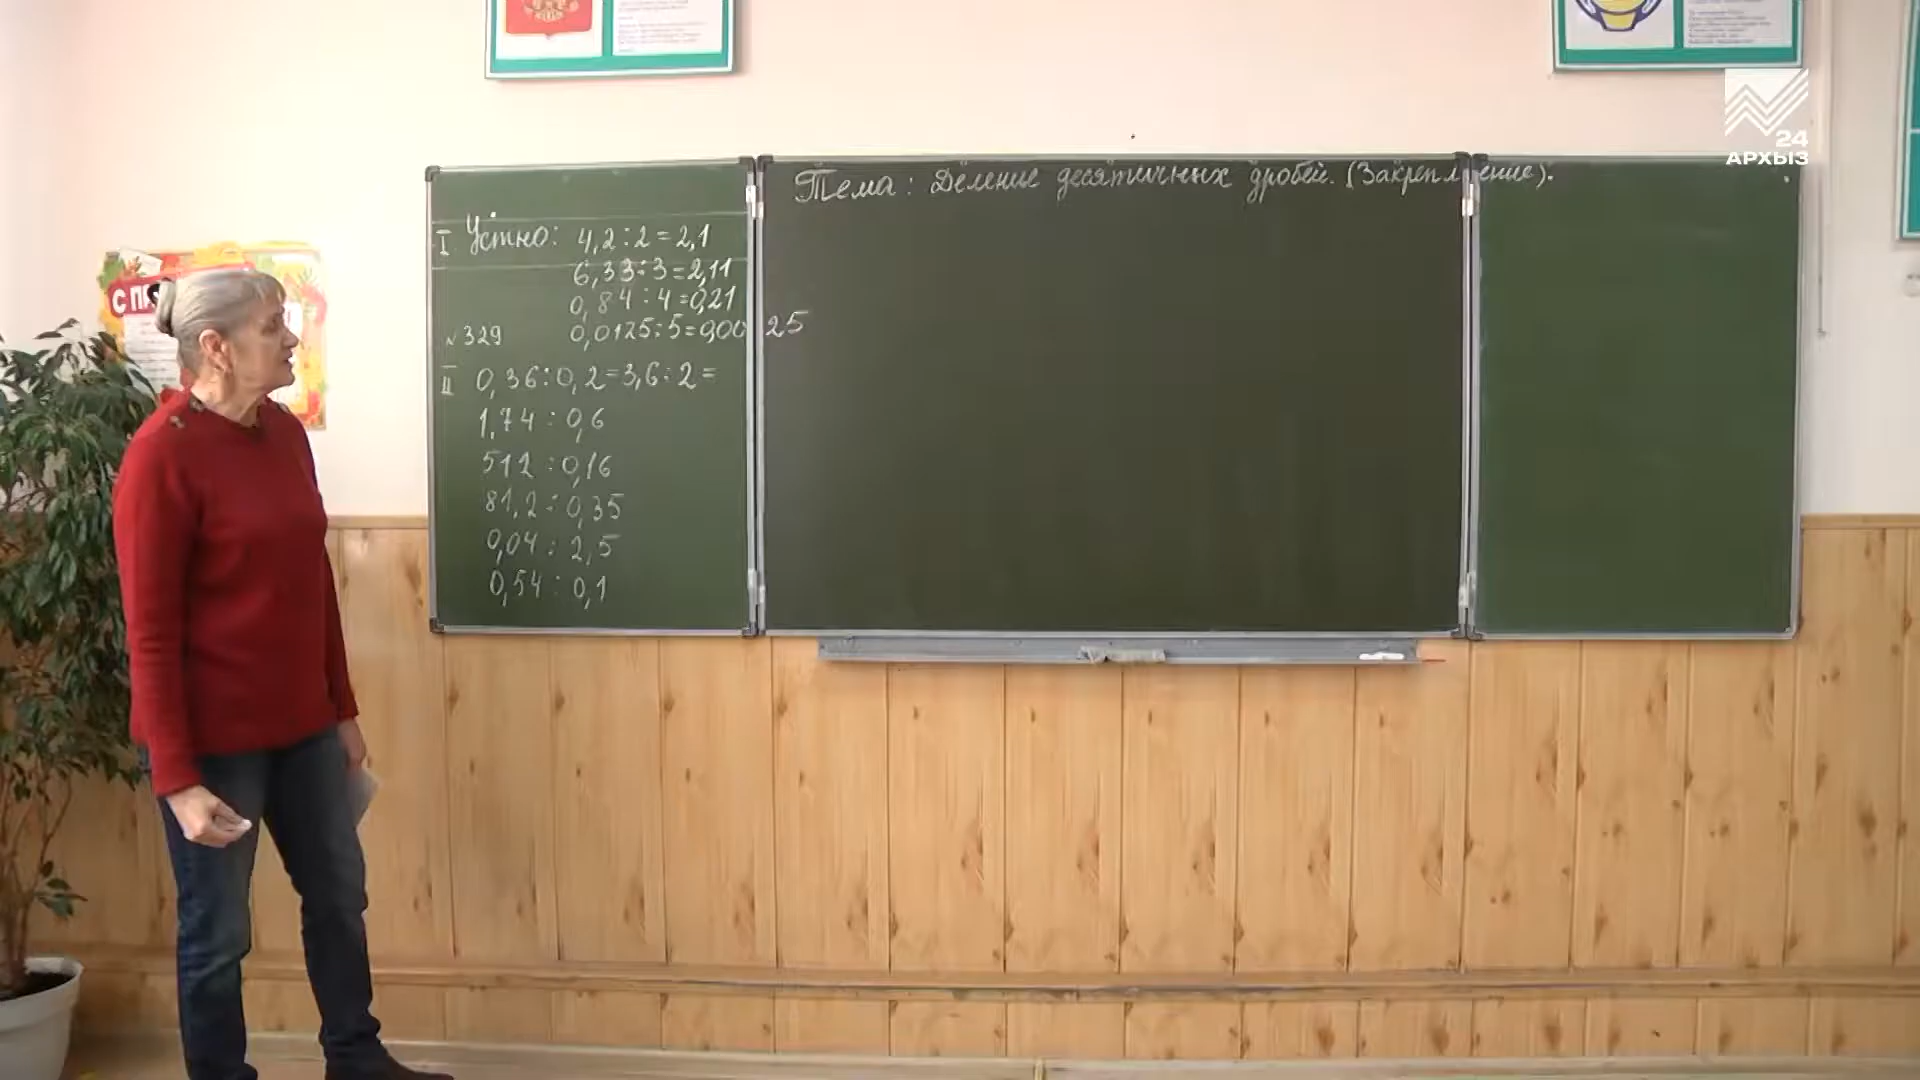 24
АРХЫЗ
С ПР
Тема: Деление десятичных дробей. (Закрепление).
I Устно: 4,2:2=2,1
6,33:3=2,11
0,84:4=0,21
№329 0,0125:5=0,0025
II 0,36:0,2=3,6:2=
1,74:0,6
512:0,16
81,2:0,35
0,04:2,5
0,54:0,1